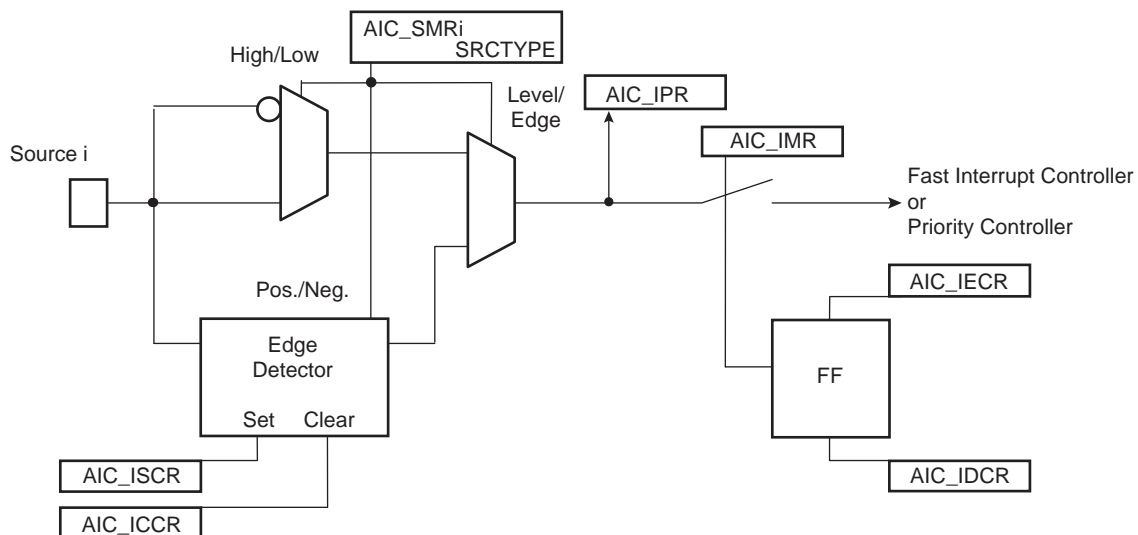 AIC_SMRi
SRCTYPE
High/Low
Level/
Edge
AIC_IPR
AIC_IMR
Source i
Fast Interrupt Controller
or
Priority Controller
Pos./Neg.
AIC_IECR
Edge
Detector
FF
Set Clear
AIC_ISCR
AIC_IDCR
AIC_ICCR